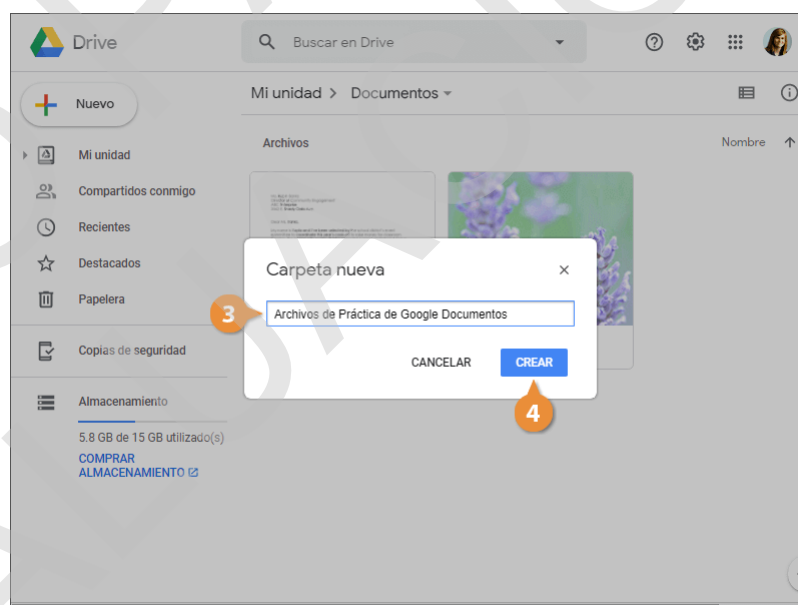 Drive
Buscar en Drive
Nuevo
Mi unidad > Documentos
Archivos
Nombre
Mi unidad
Compartidos conmigo
Recientes
Destacados
Papelera
Copias de seguridad
Almacenamiento
5.8 GB de 15 GB utilizado(s)
COMPRAR
ALMACENAMIENTO
Carpeta nueva
3
Archivos de Práctica de Google Documentos
CANCELAR
CREAR
4